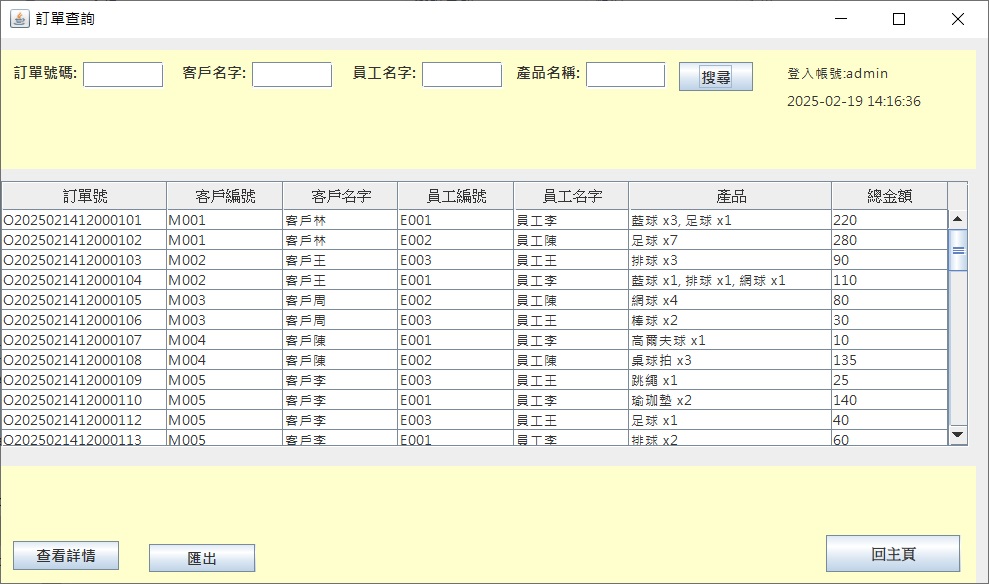 訂單查詢
訂單號碼: 客戶名字: 員工名字: 產品名稱: 搜尋 登入帳號:admin
2025-02-19 14:16:36
訂單號 客戶編號 客戶名字 員工編號 員工名字 產品 總金額
O2025021412000101 M001 客戶林 E001 員工李 籃球 x3, 足球 x1 220
O2025021412000102 M001 客戶林 E002 員工陳 足球 x7 280
O2025021412000103 M002 客戶王 E003 員工王 排球 x3 90
O2025021412000104 M002 客戶王 E001 員工李 籃球 x1, 排球 x1, 網球 x1 110
O2025021412000105 M003 客戶周 E002 員工陳 網球 x4 80
O2025021412000106 M003 客戶周 E003 員工王 棒球 x2 30
O2025021412000107 M004 客戶陳 E001 員工李 高爾夫球 x1 10
O2025021412000108 M004 客戶陳 E002 員工陳 桌球拍 x3 135
O2025021412000109 M005 客戶李 E003 員工王 跳繩 x1 25
O2025021412000110 M005 客戶李 E001 員工李 瑜珈墊 x2 140
O2025021412000112 M005 客戶李 E003 員工王 足球 x1 40
O2025021412000113 M005 客戶李 E001 員工李 排球 x2 60
查看詳情 匯出 回主頁